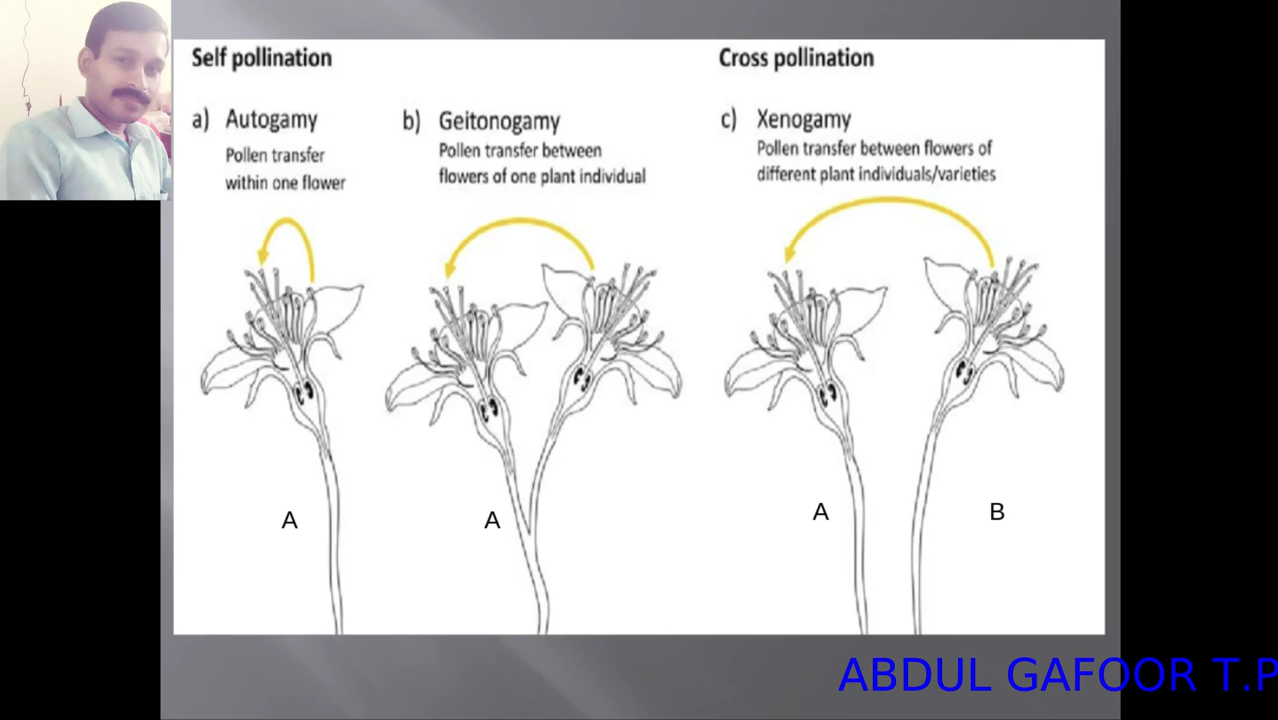 Self pollination
a) Autogamy
Pollen transfer
within one flower
b) Geitonogamy
Pollen transfer between
flowers of one plant individual
Cross pollination
c) Xenogamy
Pollen transfer between flowers of
different plant individuals/varieties
A
A
A
B
ABDUL GAFOOR T.P